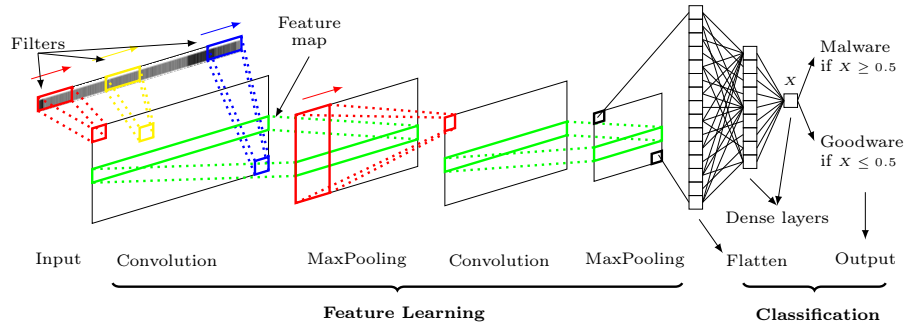 Filters
Feature
map
X
Malware
if X ≥ 0.5
Goodware
if X ≤ 0.5
Dense layers
Input
Convolution
MaxPooling
Convolution
MaxPooling
Flatten
Output
Feature Learning
Classification